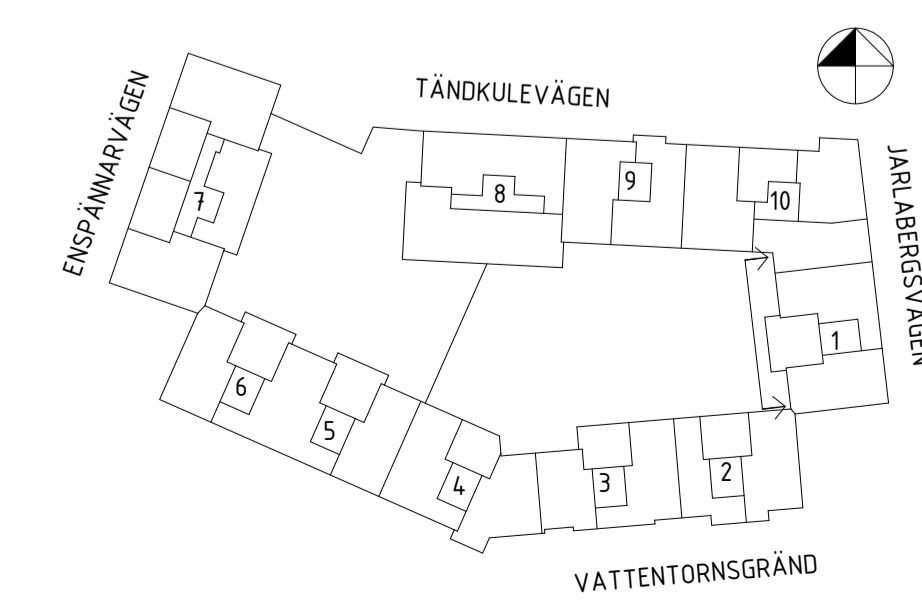 TÄNDKULEVÄGEN
ENSPÄNNARVÄGEN
JARLABERGSVÄGEN
7
8
9
10
1
6
5
4
3
2
VATTENTORNSGRÄND